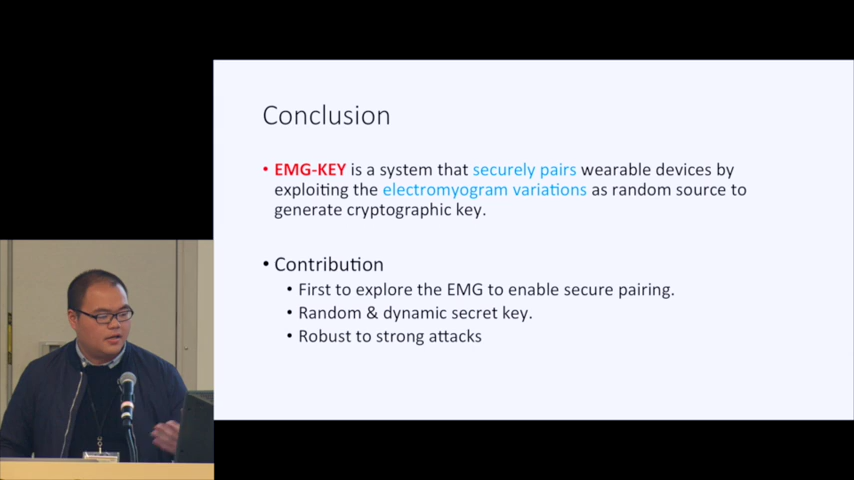 Conclusion
• EMG-KEY is a system that securely pairs wearable devices by
exploiting the electromyogram variations as random source to
generate cryptographic key.
• Contribution
• First to explore the EMG to enable secure pairing.
• Random & dynamic secret key.
• Robust to strong attacks